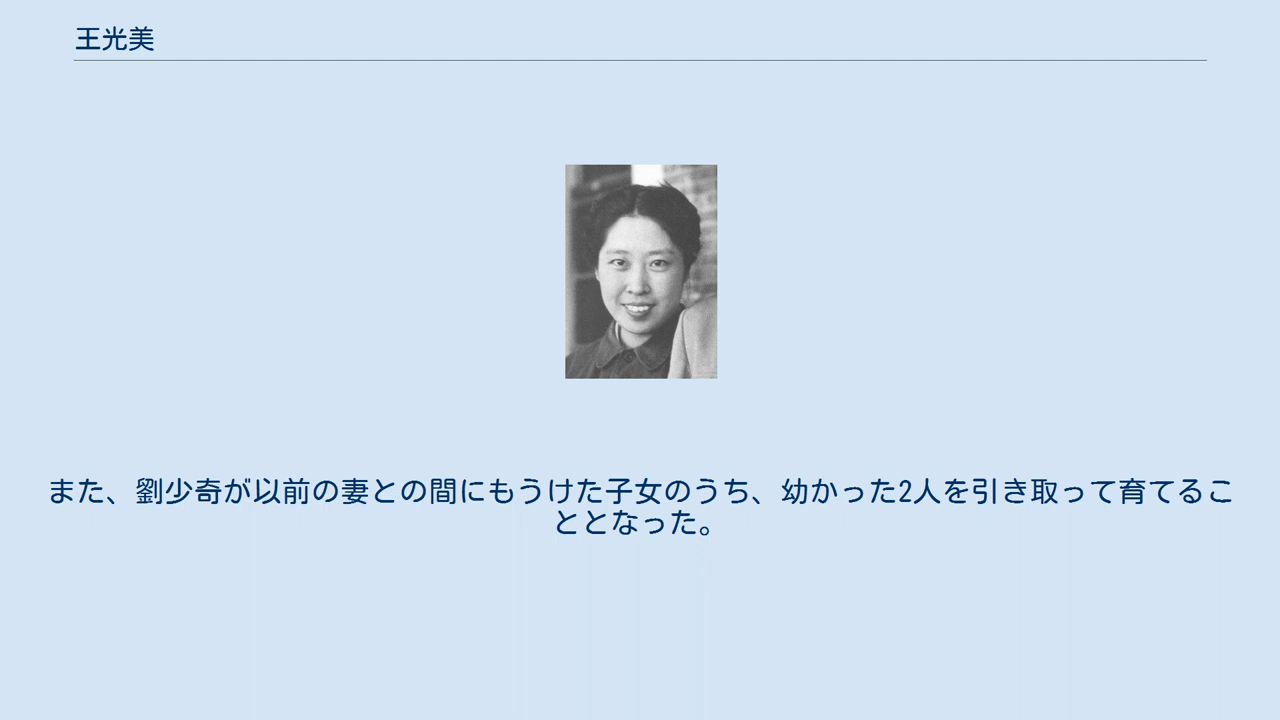 王光美
また、劉少奇が以前の妻との間にもうけた子女のうち、幼かった2人を引き取って育てるこ
ととなった。